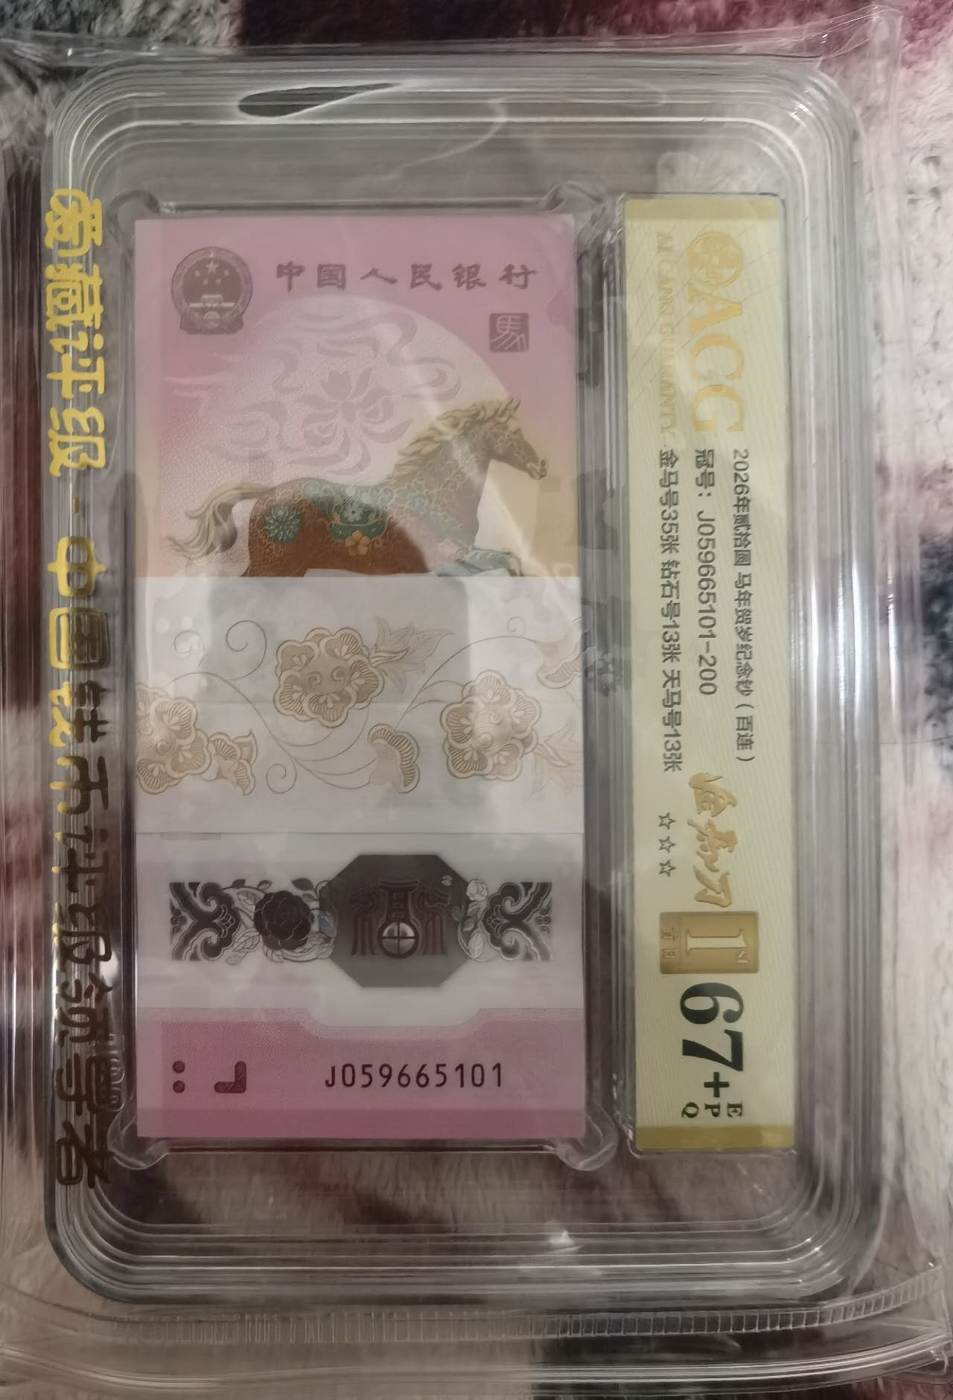 爱藏评级-中国钱币评级领导者
中国人民银行
馬
J059665101
ACG
2026年贰拾圆 马年贺岁纪念钞（百连）
冠号：J059665101-200
金马号35张 钻石号13张 天马号13张
☆☆☆
1
67+
EPQ